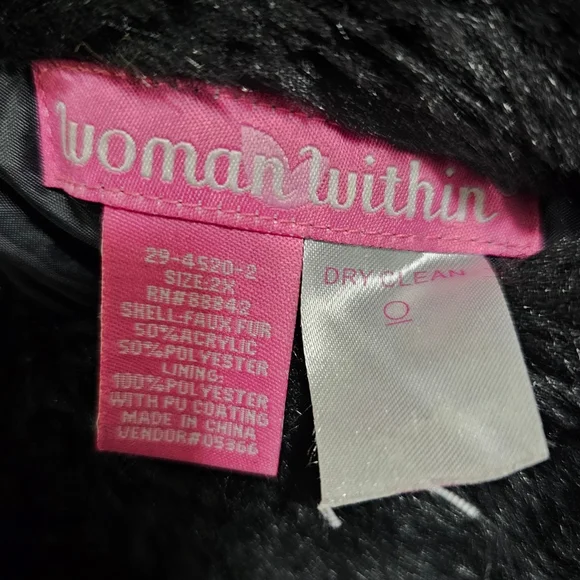 woman within
29-4520-2
SIZE:2X
RN#88842
SHELL-FAUX FUR
50%ACRYLIC
50%POLYESTER
LINING:
100%POLYESTER
WITH PU COATING
MADE IN CHINA
VENDOR#05366
DRY CLEAN